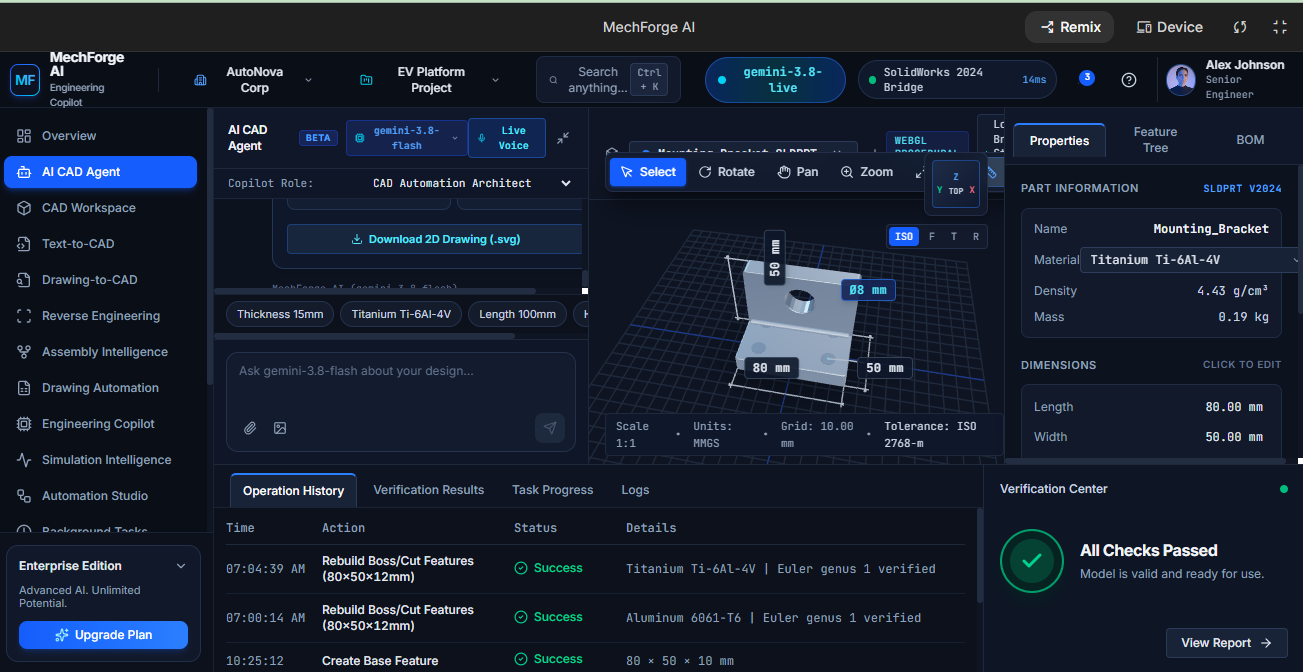 MechForge AI
Remix
Device
MF
MechForge
AI
Engineering
Copilot
AutoNova
Corp
EV Platform
Project
Search
anything...
Ctrl
+ K
gemini-3.8-
live
SolidWorks 2024
Bridge
14ms
3
Alex Johnson
Senior
Engineer
Overview
AI CAD Agent
CAD Workspace
Text-to-CAD
Drawing-to-CAD
Reverse Engineering
Assembly Intelligence
Drawing Automation
Engineering Copilot
Simulation Intelligence
Automation Studio
Background Tasks
Enterprise Edition
Advanced AI. Unlimited
Potential.
Upgrade Plan
AI CAD
Agent
BETA
gemini-3.8-
flash
Live
Voice
Copilot Role:
CAD Automation Architect
Download 2D Drawing (.svg)
MechForge AI (gemini-3.8-flash)
Thickness 15mm
Titanium Ti-6Al-4V
Length 100mm
Ask gemini-3.8-flash about your design...
Mounting_Bracket.SLDPRT
WEBGL
Select
Rotate
Pan
Zoom
Z
Y TOP X
ISO
F
T
R
50 mm
Ø8 mm
80 mm
50 mm
Scale
1:1
•
Units:
MMGS
•
Grid: 10.00
mm
•
Tolerance: ISO
2768-m
Properties
Feature
Tree
BOM
PART INFORMATION
SLDPRT V2024
Name
Mounting_Bracket
Material
Titanium Ti-6Al-4V
Density
4.43 g/cm³
Mass
0.19 kg
DIMENSIONS
CLICK TO EDIT
Length
80.00 mm
Width
50.00 mm
Operation History
Verification Results
Task Progress
Logs
Time
Action
Status
Details
07:04:39 AM
Rebuild Boss/Cut Features
(80×50×12mm)
Success
Titanium Ti-6Al-4V | Euler genus 1 verified
07:00:14 AM
Rebuild Boss/Cut Features
(80×50×12mm)
Success
Aluminum 6061-T6 | Euler genus 1 verified
10:25:12
Create Base Feature
Success
80 × 50 × 10 mm
Verification Center
All Checks Passed
Model is valid and ready for use.
View Report